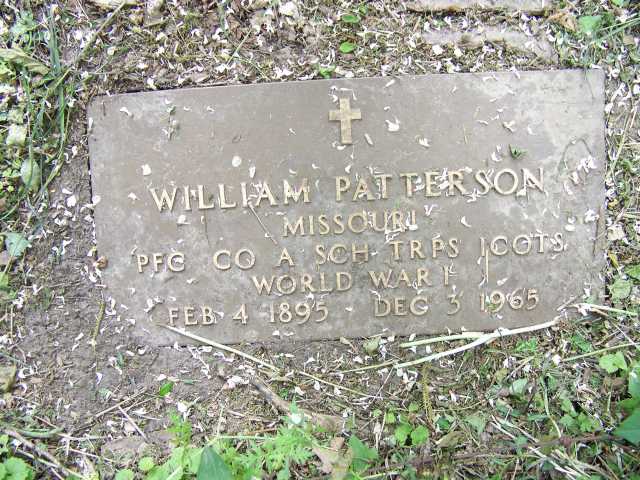 WILLIAM PATTERSON
MISSOURI
PFC CO A SCH TRPS ICOTS
WORLD WAR I
FEB 4 1895 DEC 3 1965